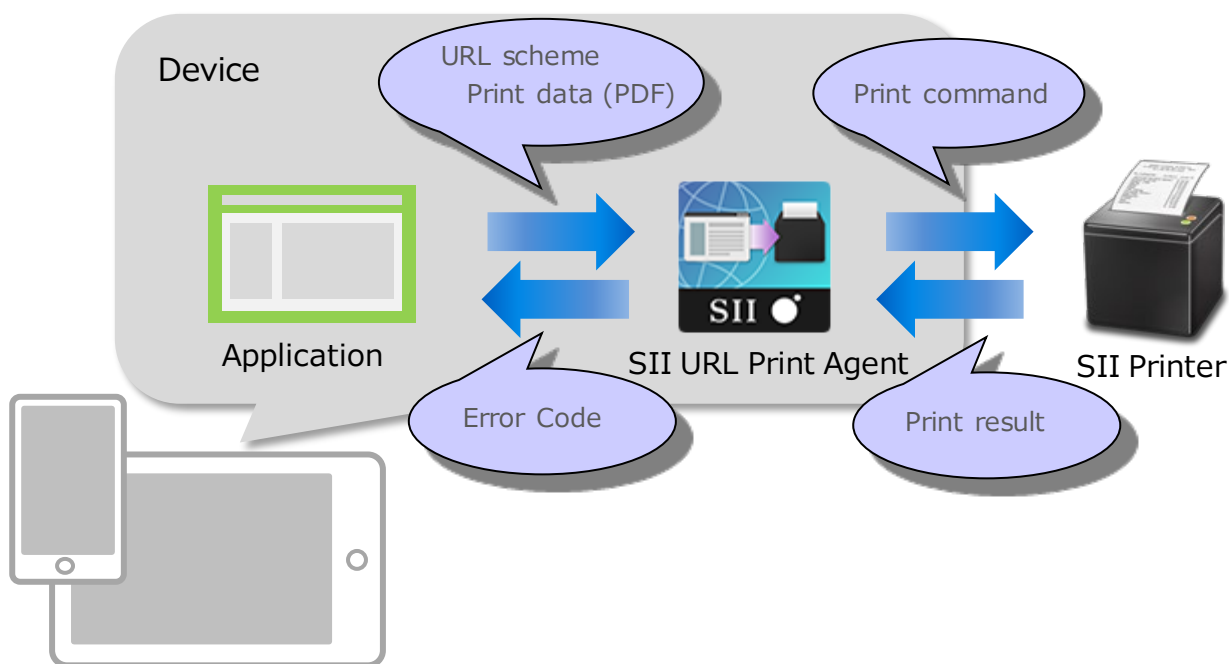 Device
URL scheme
Print data (PDF)
Print command
SII
Application
SII URL Print Agent
SII Printer
Error Code
Print result